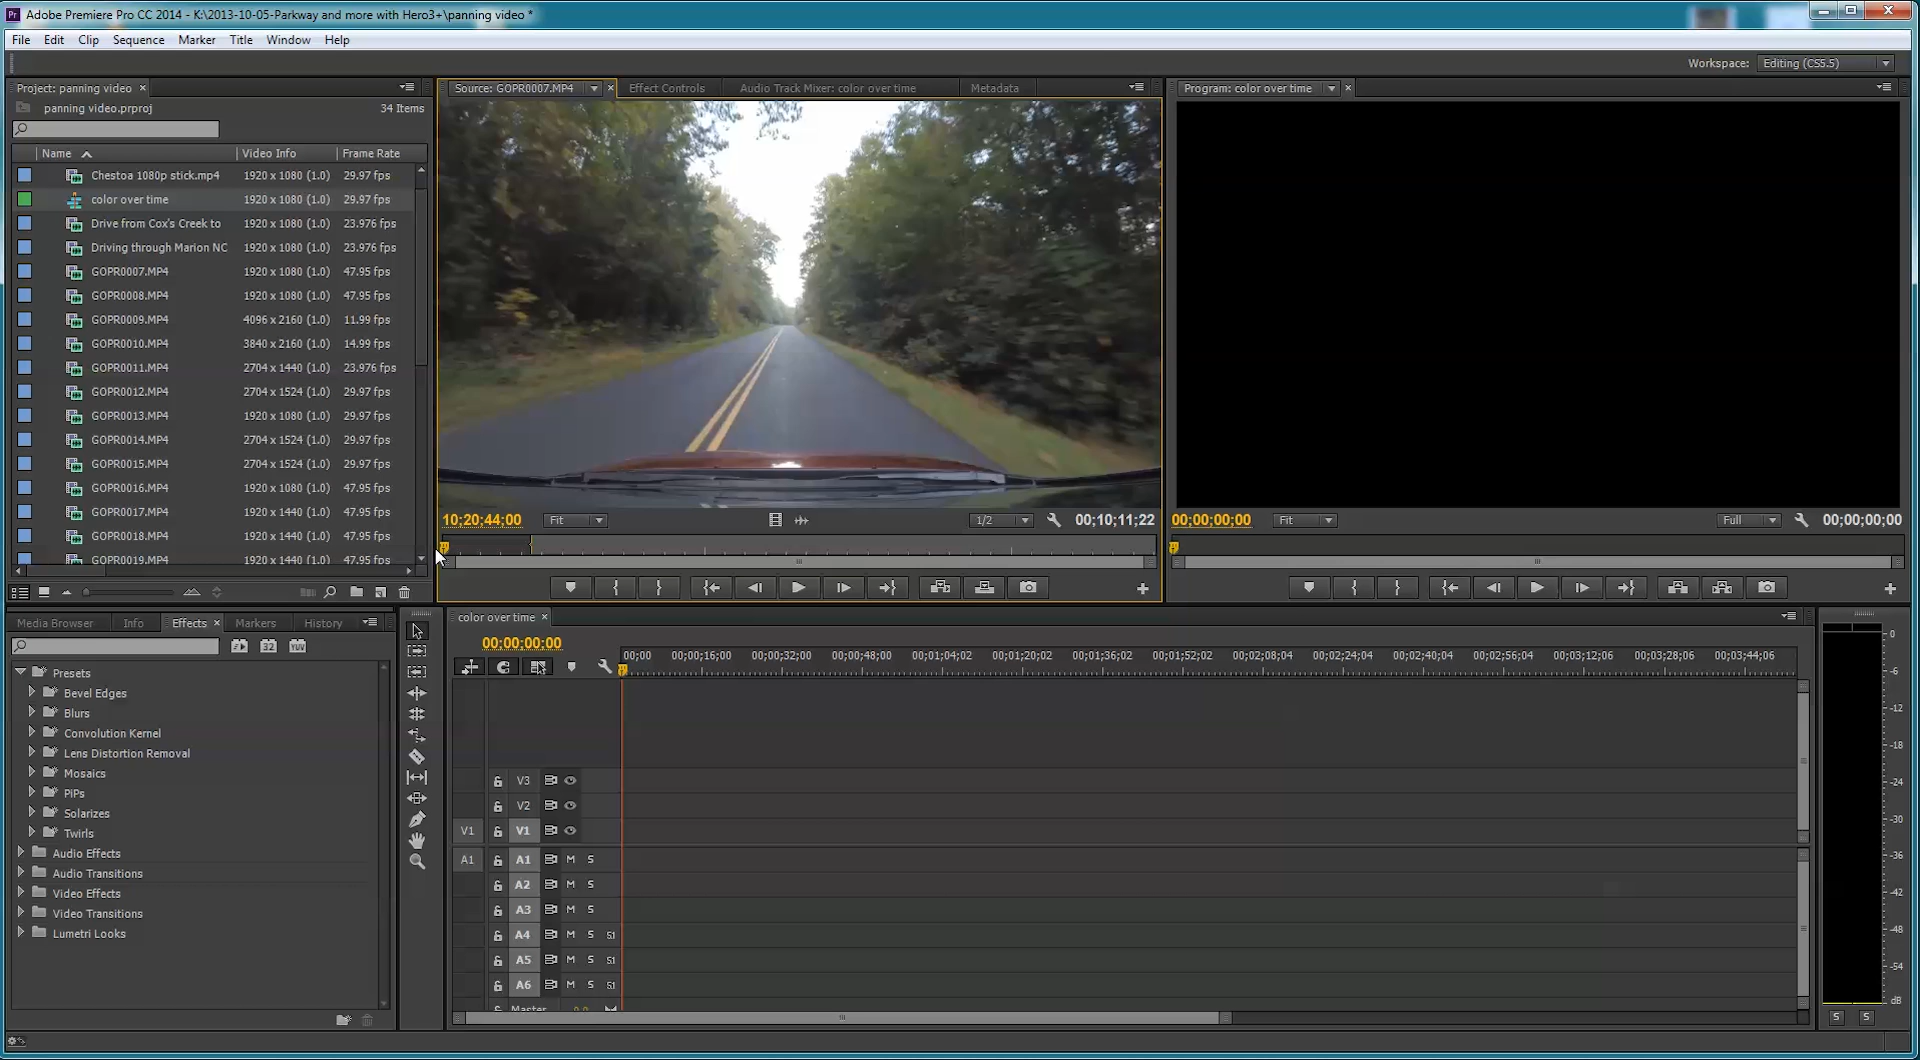 Adobe Premiere Pro CC 2014 - K:\2013-10-05-Parkway and more with Hero3+\panning video *
File Edit Clip Sequence Marker Title Window Help
Workspace: Editing (CS5.5)
Project: panning video ×
panning video.prproj 34 Items
Name Video Info Frame Rate
Chestoa 1080p stick.mp4 1920 x 1080 (1.0) 29.97 fps
color over time 1920 x 1080 (1.0) 29.97 fps
Drive from Cox's Creek to 1920 x 1080 (1.0) 23.976 fps
Driving through Marion NC 1920 x 1080 (1.0) 23.976 fps
GOPR0007.MP4 1920 x 1080 (1.0) 47.95 fps
GOPR0008.MP4 1920 x 1080 (1.0) 47.95 fps
GOPR0009.MP4 4096 x 2160 (1.0) 11.99 fps
GOPR0010.MP4 3840 x 2160 (1.0) 14.99 fps
GOPR0011.MP4 2704 x 1440 (1.0) 23.976 fps
GOPR0012.MP4 2704 x 1524 (1.0) 29.97 fps
GOPR0013.MP4 1920 x 1080 (1.0) 29.97 fps
GOPR0014.MP4 2704 x 1524 (1.0) 29.97 fps
GOPR0015.MP4 2704 x 1524 (1.0) 29.97 fps
GOPR0016.MP4 1920 x 1080 (1.0) 47.95 fps
GOPR0017.MP4 1920 x 1440 (1.0) 47.95 fps
GOPR0018.MP4 1920 x 1440 (1.0) 47.95 fps
GOPR0019.MP4 1920 x 1440 (1.0) 47.95 fps
Source: GOPR0007.MP4 × Effect Controls Audio Track Mixer: color over time Metadata
10;20;44;00 Fit 1/2 00;10;11;22
Program: color over time ×
00;00;00;00 Fit Full 00;00;00;00
Media Browser Info Effects × Markers History
32 YUV
Presets
Bevel Edges
Blurs
Convolution Kernel
Lens Distortion Removal
Mosaics
PIPs
Solarizes
Twirls
Audio Effects
Audio Transitions
Video Effects
Video Transitions
Lumetri Looks
color over time ×
00;00;00;00
00;00 00;00;16;00 00;00;32;00 00;00;48;00 00;01;04;02 00;01;20;02 00;01;36;02 00;01;52;02 00;02;08;04 00;02;24;04 00;02;40;04 00;02;56;04 00;03;12;06 00;03;28;06 00;03;44;06
V3
V2
V1 V1
A1 A1 M S
A2 M S
A3 M S
A4 M S 51
A5 M S 51
A6 M S 51
Master 0.0
0
-6
-12
-18
-24
-30
-36
-42
-48
-54
dB
S S